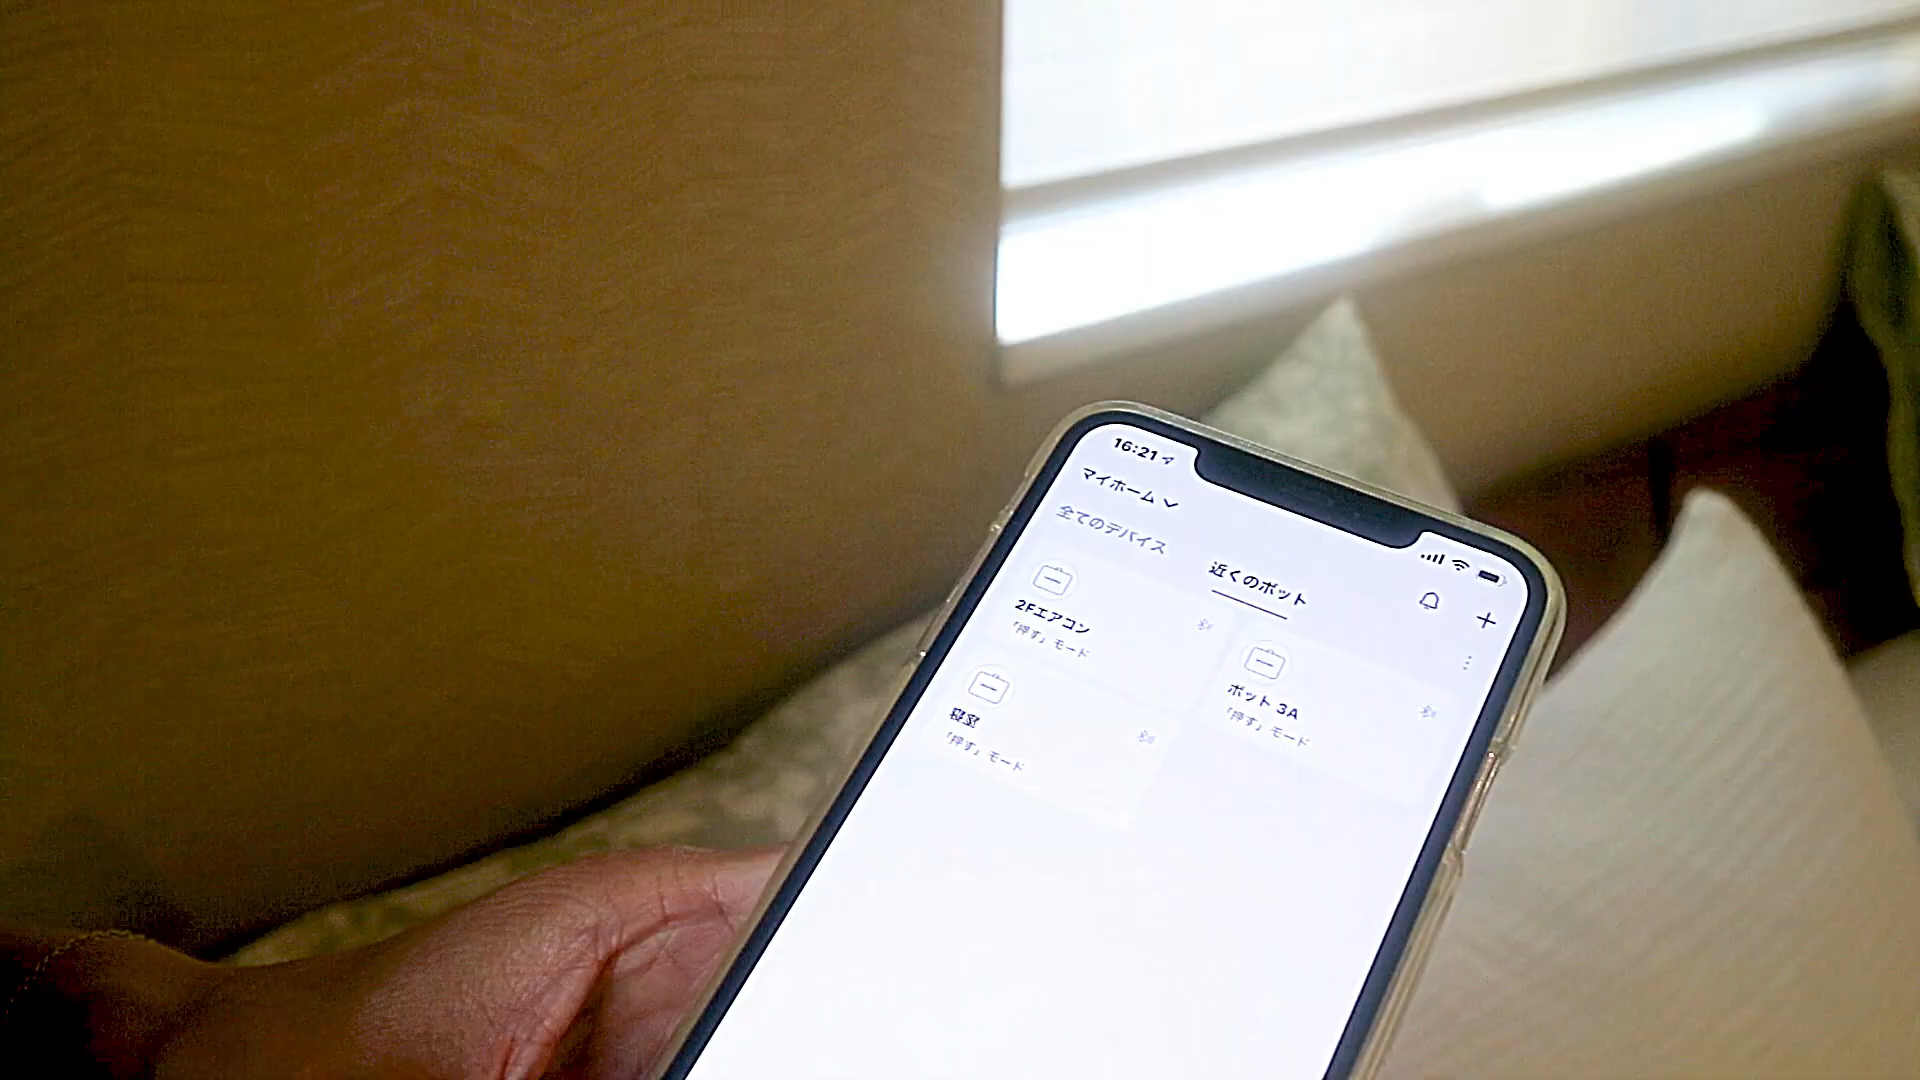 16:21
マイホーム
全てのデバイス
近くのボット
2Fエアコン
「押す」モード
ボット 3A
「押す」モード
寝室
「押す」モード